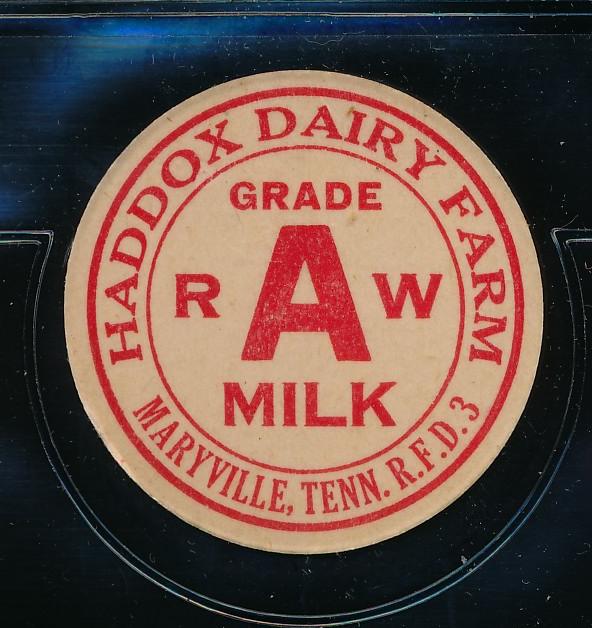 HADDOX DAIRY FARM
GRADE
R A W
MILK
MARYVILLE, TENN. R.F.D. 3